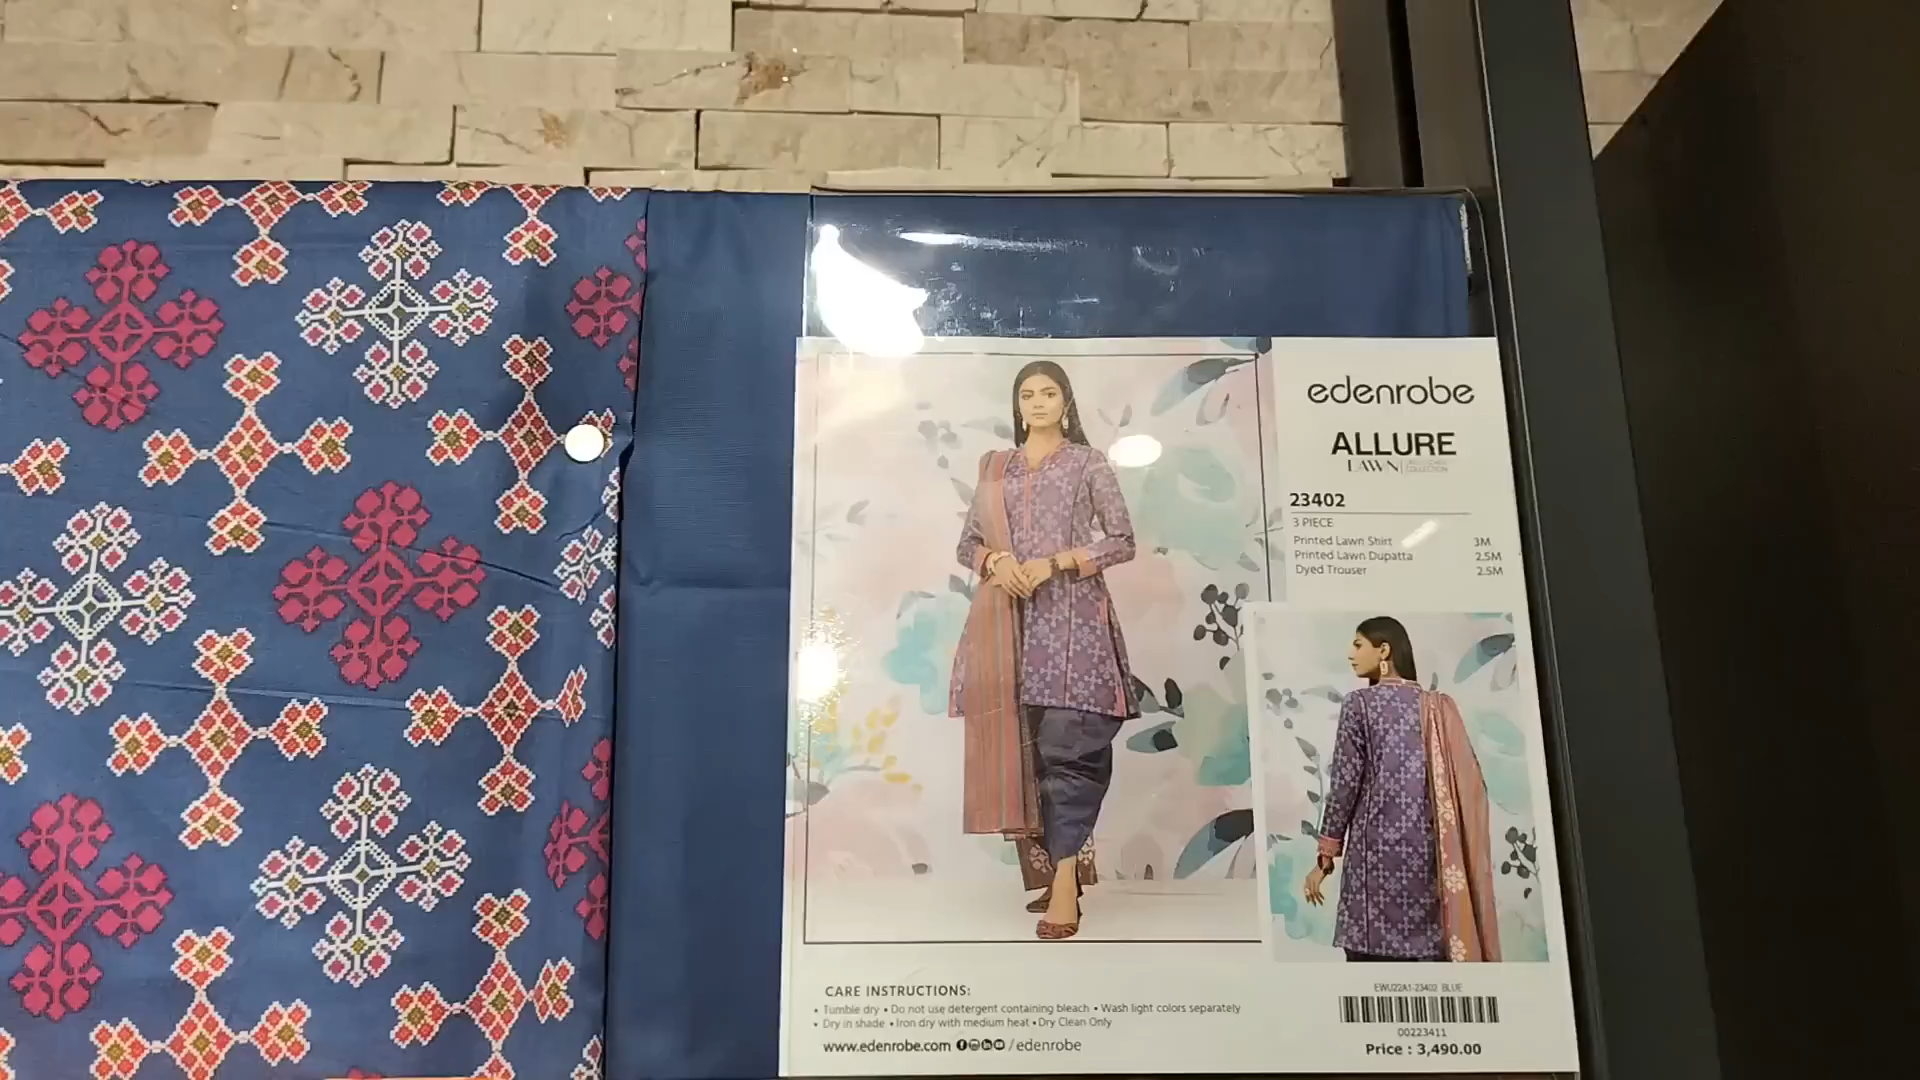 edenrobe
ALLURE
LAWN
COLLECTION
23402
3 PIECE
Printed Lawn Shirt 3M
Printed Lawn Dupatta 2.5M
Dyed Trouser 2.5M
CARE INSTRUCTIONS:
• Tumble dry • Do not use detergent containing bleach • Wash light colors separately
• Dry in shade • Iron dry with medium heat • Dry Clean Only
www.edenrobe.com /edenrobe
EWU22A1-23402 BLUE
00223411
Price : 3,490.00